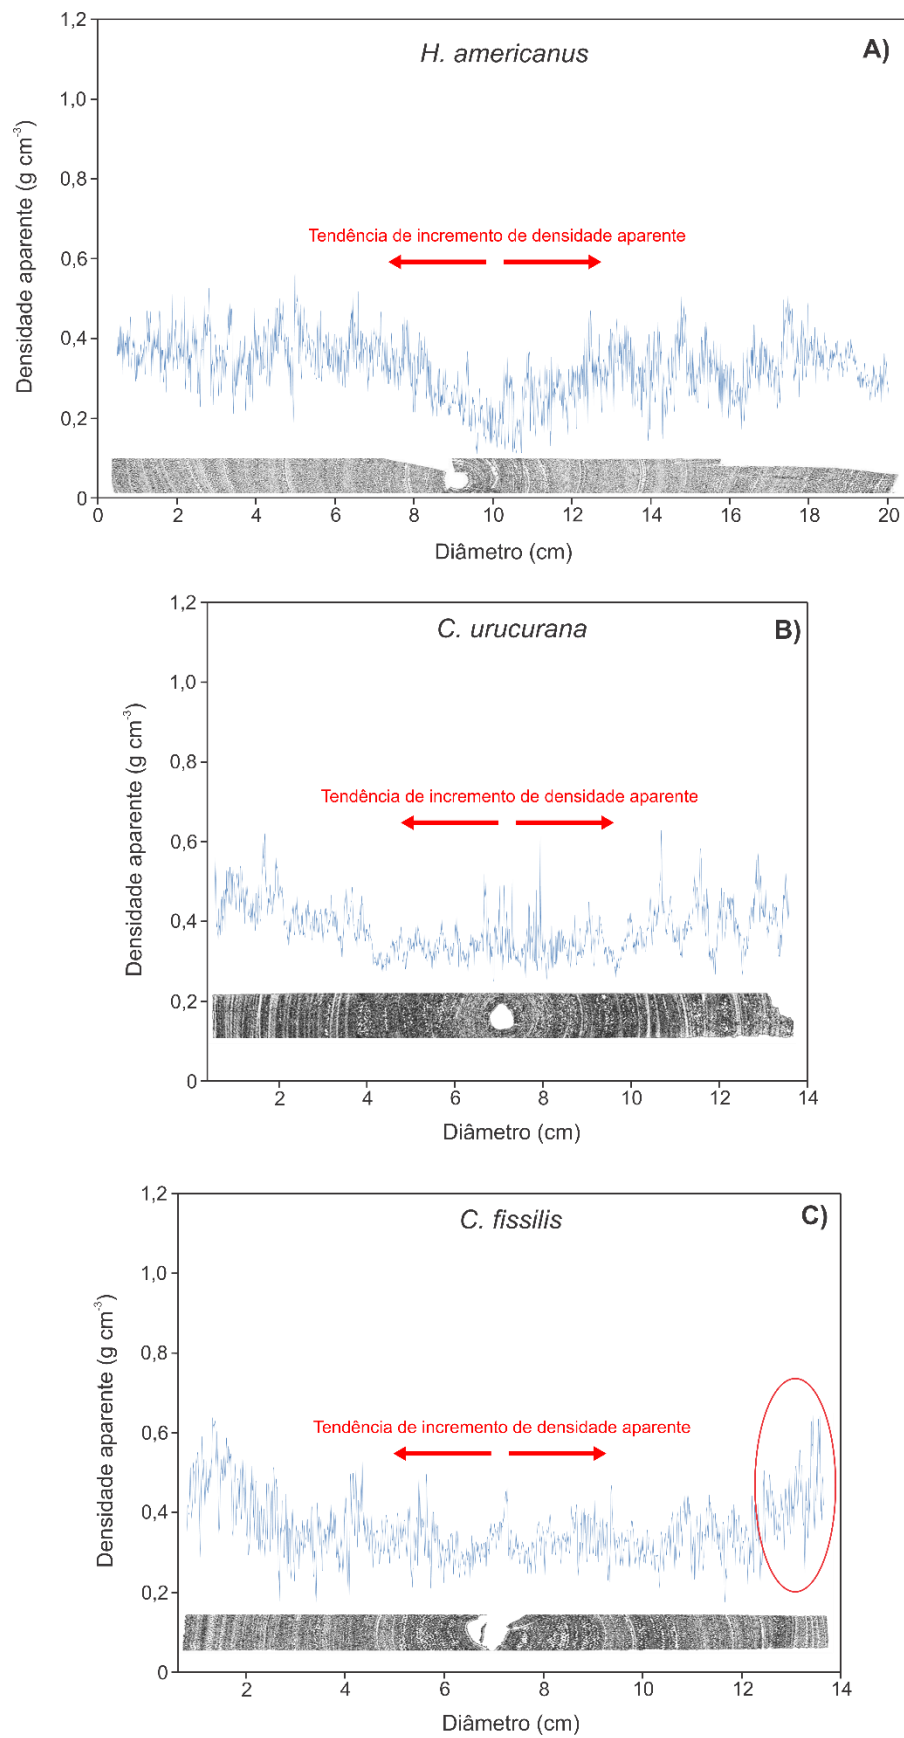 H. americanus
A)
1,2
1,0
0,8
0,6
0,4
0,2
0
Densidade aparente (g cm-3)
Tendência de incremento de densidade aparente
0 2 4 6 8 10 12 14 16 18 20
Diâmetro (cm)
C. urucurana
B)
1,2
1,0
0,8
0,6
0,4
0,2
0
Densidade aparente (g cm-3)
Tendência de incremento de densidade aparente
2 4 6 8 10 12 14
Diâmetro (cm)
C. fissilis
C)
1,2
1,0
0,8
0,6
0,4
0,2
0
Densidade aparente (g cm-3)
Tendência de incremento de densidade aparente
2 4 6 8 10 12 14
Diâmetro (cm)